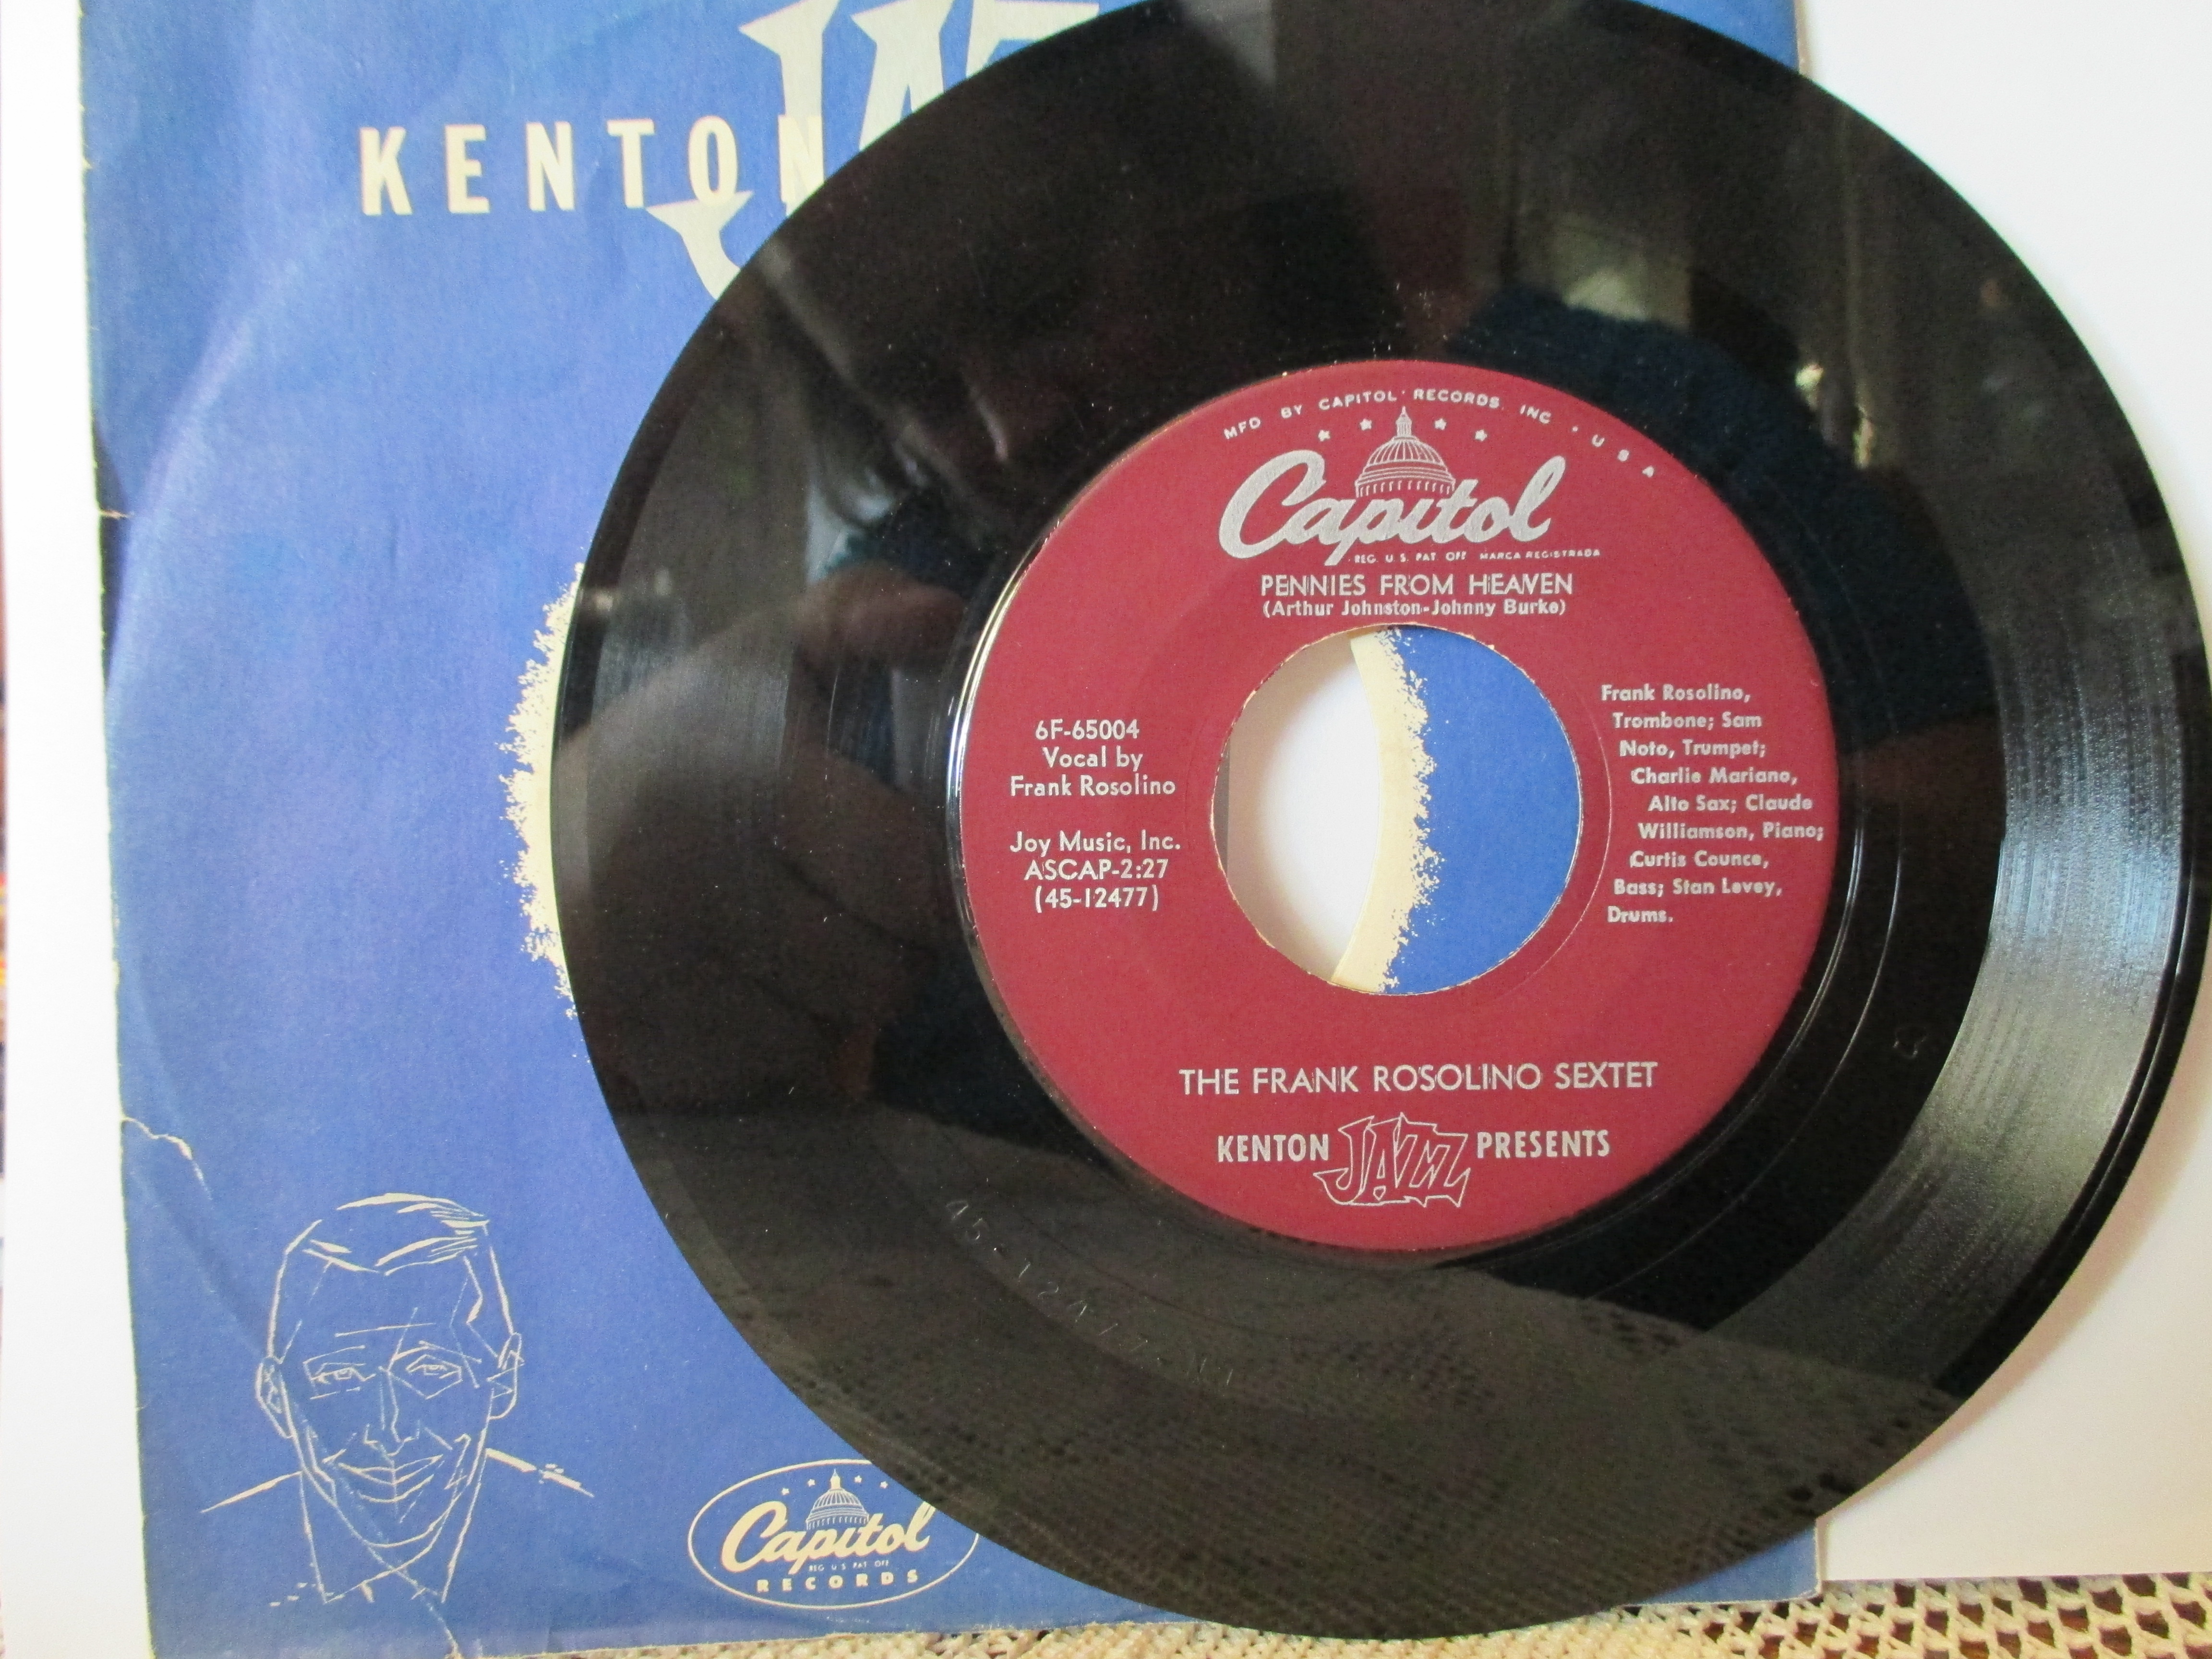 KENTON
MFD BY CAPITOL RECORDS, INC. • U S A
Capitol
REG. U.S. PAT. OFF. MARCA REGISTRADA
PENNIES FROM HEAVEN
(Arthur Johnston-Johnny Burke)
6F-65004
Vocal by
Frank Rosolino
Joy Music, Inc.
ASCAP-2:27
(45-12477)
Frank Rosolino,
Trombone; Sam
Noto, Trumpet;
Charlie Mariano,
Alto Sax; Claude
Williamson, Piano;
Curtis Counce,
Bass; Stan Levey,
Drums.
THE FRANK ROSOLINO SEXTET
KENTON JAZZ PRESENTS
Capitol
REG U S PAT OFF
RECORDS